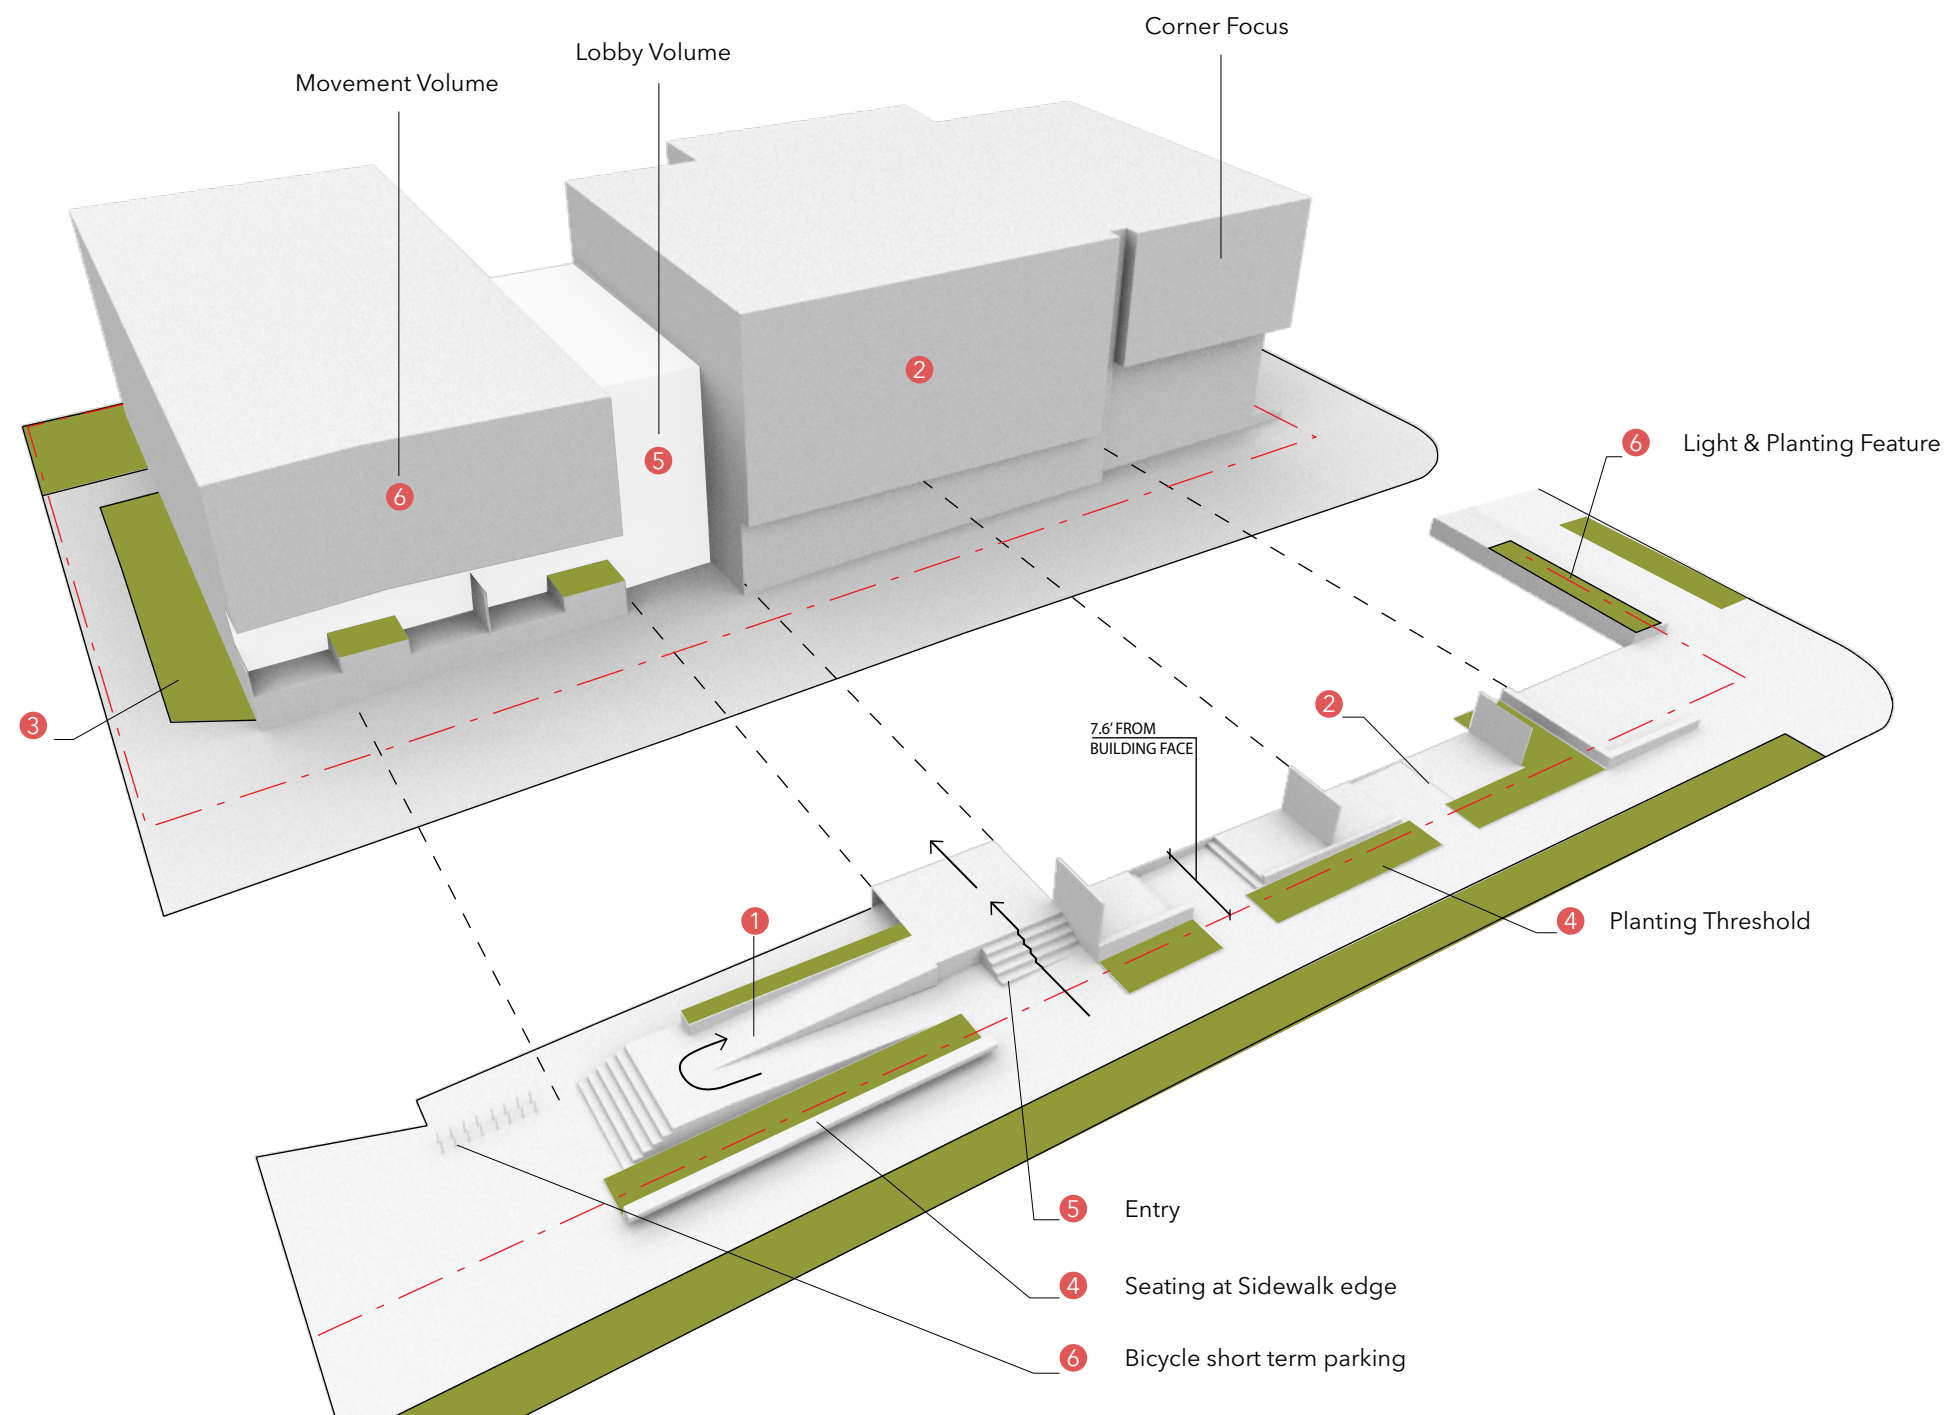 Corner Focus
Lobby Volume
Movement Volume
2
6 Light & Planting Feature
5
6
2
3
7.6' FROM
BUILDING FACE
1
4 Planting Threshold
5 Entry
4 Seating at Sidewalk edge
6 Bicycle short term parking